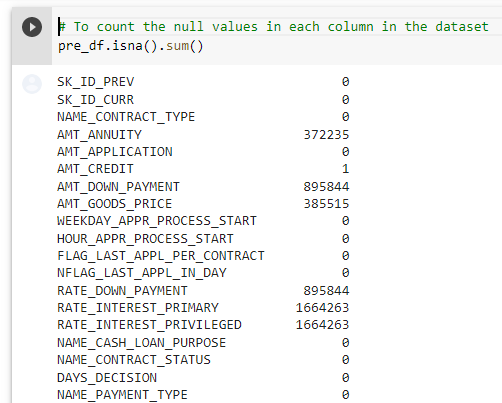 # To count the null values in each column in the dataset
pre_df.isna().sum()
SK_ID_PREV 0
SK_ID_CURR 0
NAME_CONTRACT_TYPE 0
AMT_ANNUITY 372235
AMT_APPLICATION 0
AMT_CREDIT 1
AMT_DOWN_PAYMENT 895844
AMT_GOODS_PRICE 385515
WEEKDAY_APPR_PROCESS_START 0
HOUR_APPR_PROCESS_START 0
FLAG_LAST_APPL_PER_CONTRACT 0
NFLAG_LAST_APPL_IN_DAY 0
RATE_DOWN_PAYMENT 895844
RATE_INTEREST_PRIMARY 1664263
RATE_INTEREST_PRIVILEGED 1664263
NAME_CASH_LOAN_PURPOSE 0
NAME_CONTRACT_STATUS 0
DAYS_DECISION 0
NAME_PAYMENT_TYPE 0